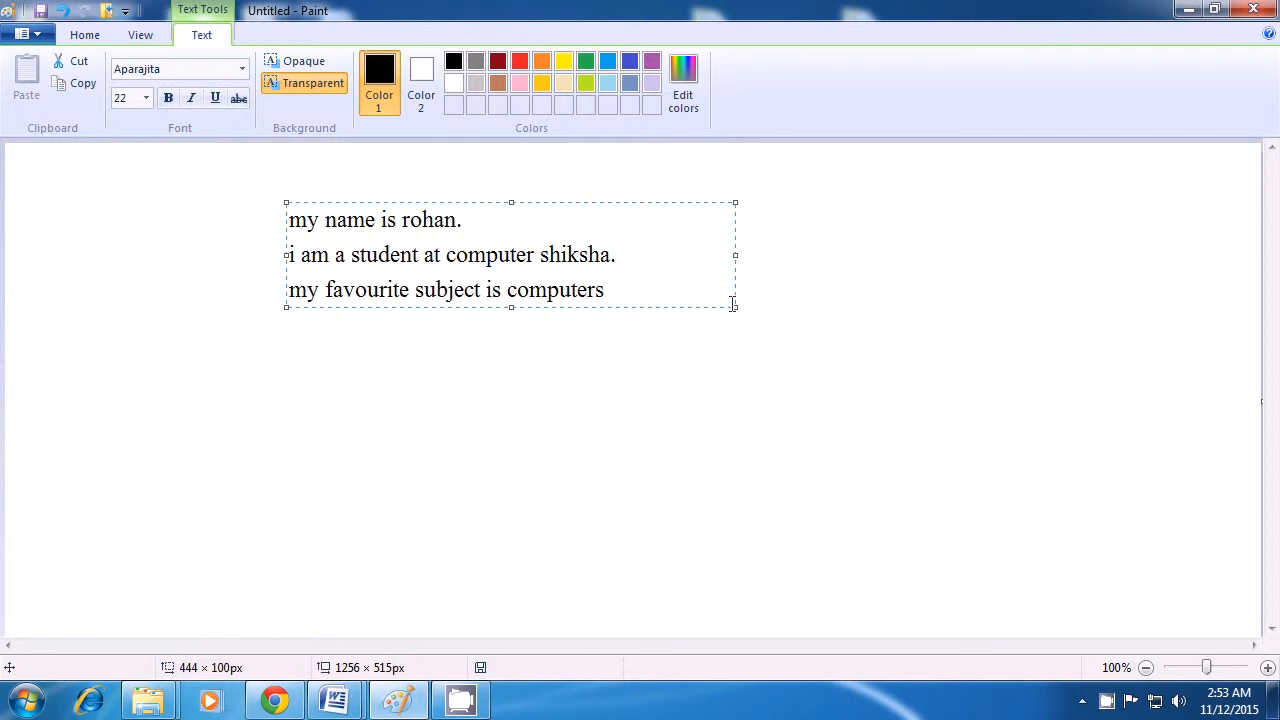 Text Tools
Untitled - Paint
Home
View
Text
Paste
Cut
Copy
Clipboard
Aparajita
22
B I U abc
Font
Opaque
Transparent
Background
Color 1
Color 2
Edit colors
Colors
my name is rohan.
i am a student at computer shiksha.
my favourite subject is computers
444 × 100px
1256 × 515px
100%
2:53 AM
11/12/2015